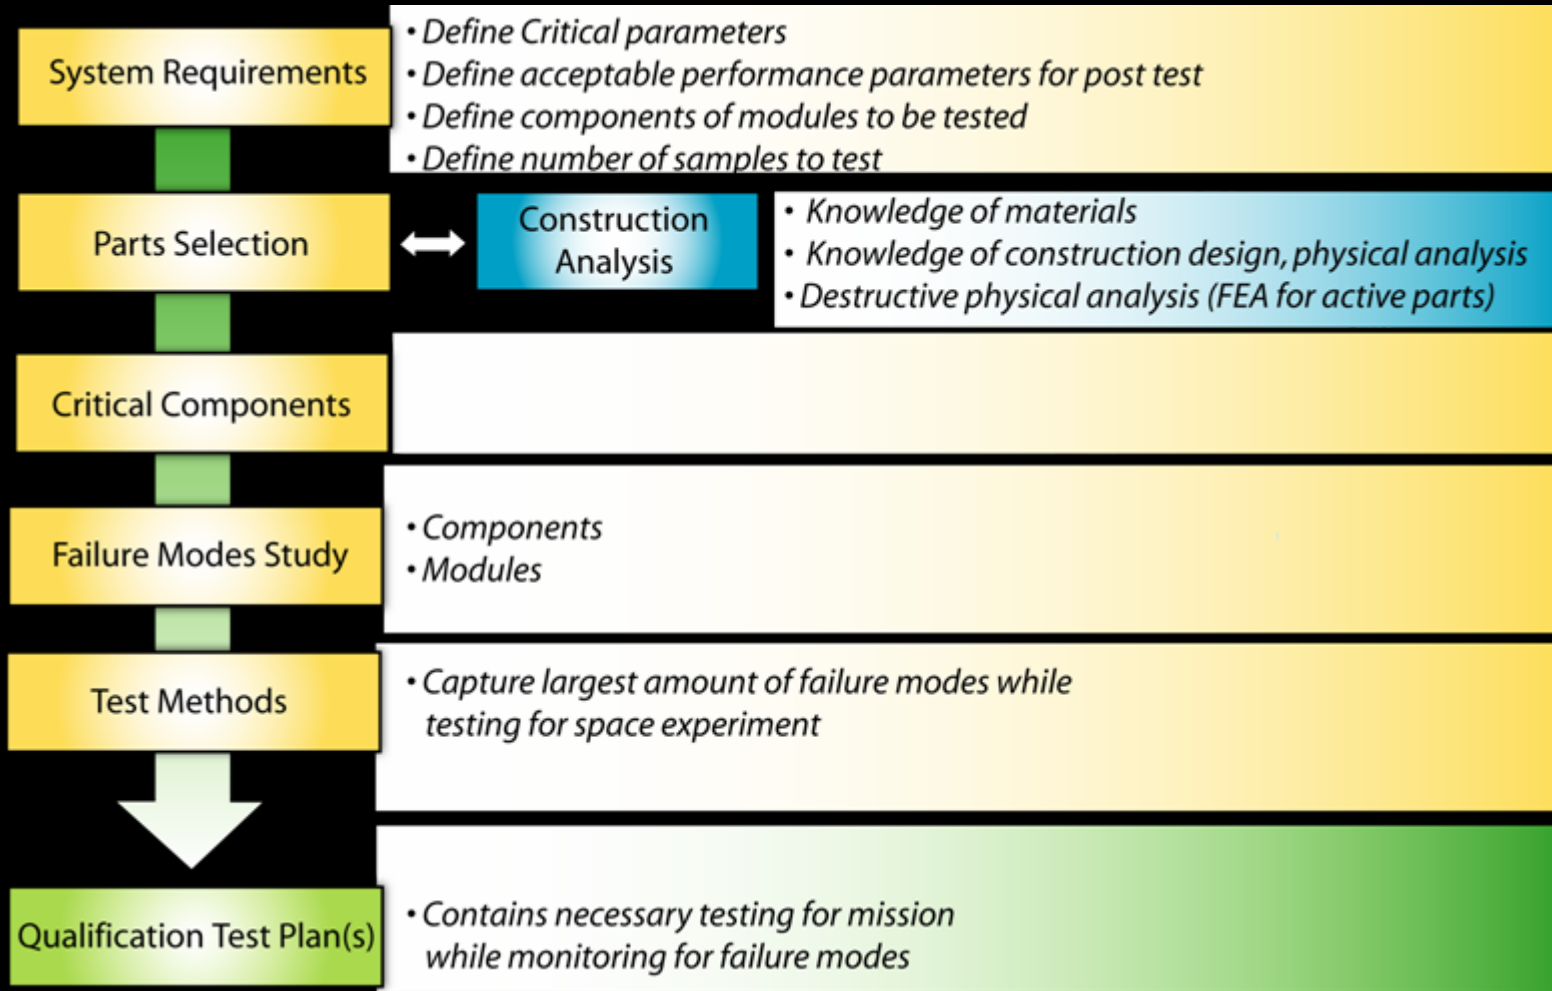 System Requirements
• Define Critical parameters
• Define acceptable performance parameters for post test
• Define components of modules to be tested
• Define number of samples to test
Parts Selection
Construction
Analysis
• Knowledge of materials
• Knowledge of construction design, physical analysis
• Destructive physical analysis (FEA for active parts)
Critical Components
Failure Modes Study
• Components
• Modules
Test Methods
• Capture largest amount of failure modes while
testing for space experiment
Qualification Test Plan(s)
• Contains necessary testing for mission
while monitoring for failure modes